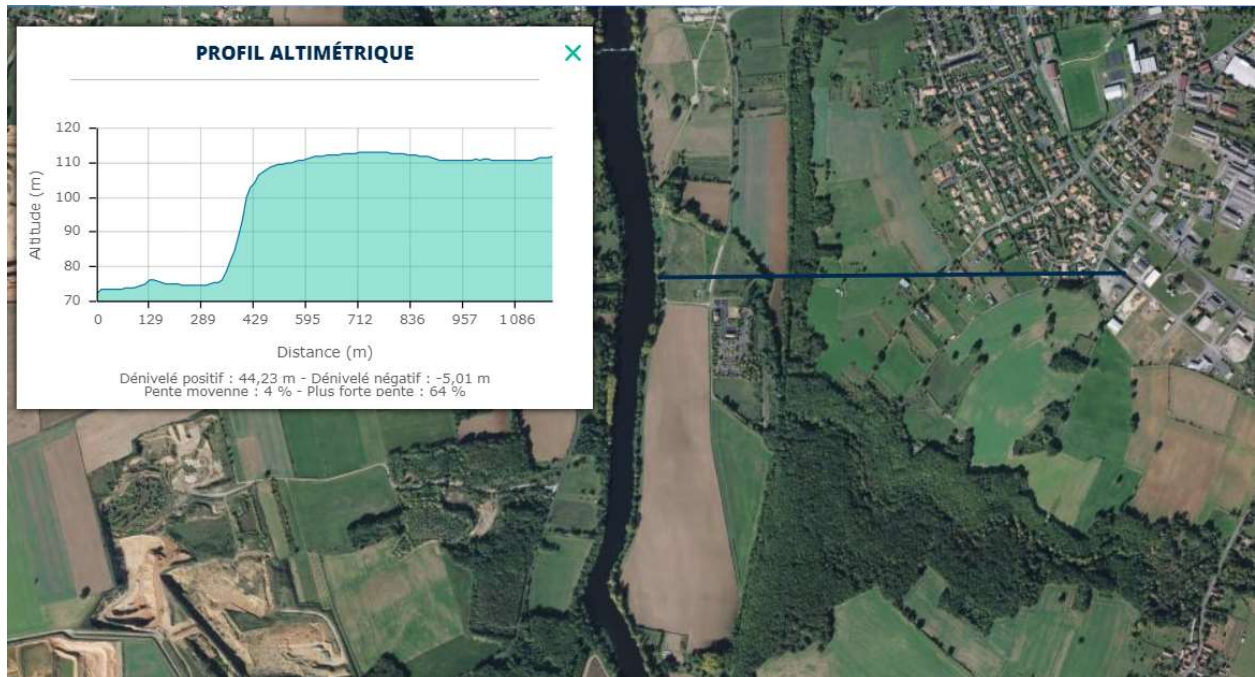 PROFIL ALTIMÉTRIQUE
120
110
100
90
80
70
Altitude (m)
0 129 289 429 595 712 836 957 1 086
Distance (m)
Dénivelé positif : 44,23 m - Dénivelé négatif : -5,01 m
Pente moyenne : 4 % - Plus forte pente : 64 %